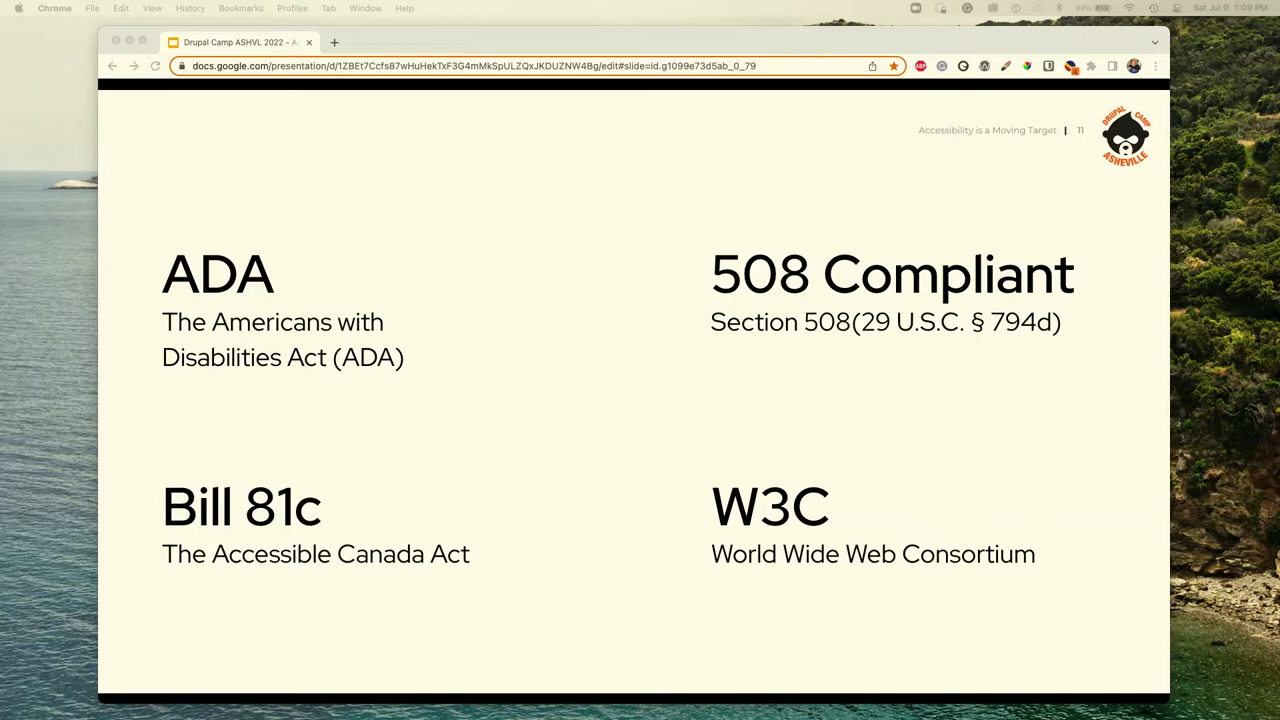 Chrome File Edit View History Bookmarks Profiles Tab Window Help
94% Sat Jul 9 1:09 PM
Drupal Camp ASHVL 2022 -
docs.google.com/presentation/d/1ZBEt7Ccfs87wHuHekTxF3G4mMkSpULZQxJKDUZNW4Bg/edit#slide=id.g1099e73d5ab_0_79
ABP
Accessibility is a Moving Target | 11
DRUPAL CAMP
ASHEVILLE
ADA
The Americans with
Disabilities Act (ADA)
508 Compliant
Section 508(29 U.S.C. § 794d)
Bill 81c
The Accessible Canada Act
W3C
World Wide Web Consortium